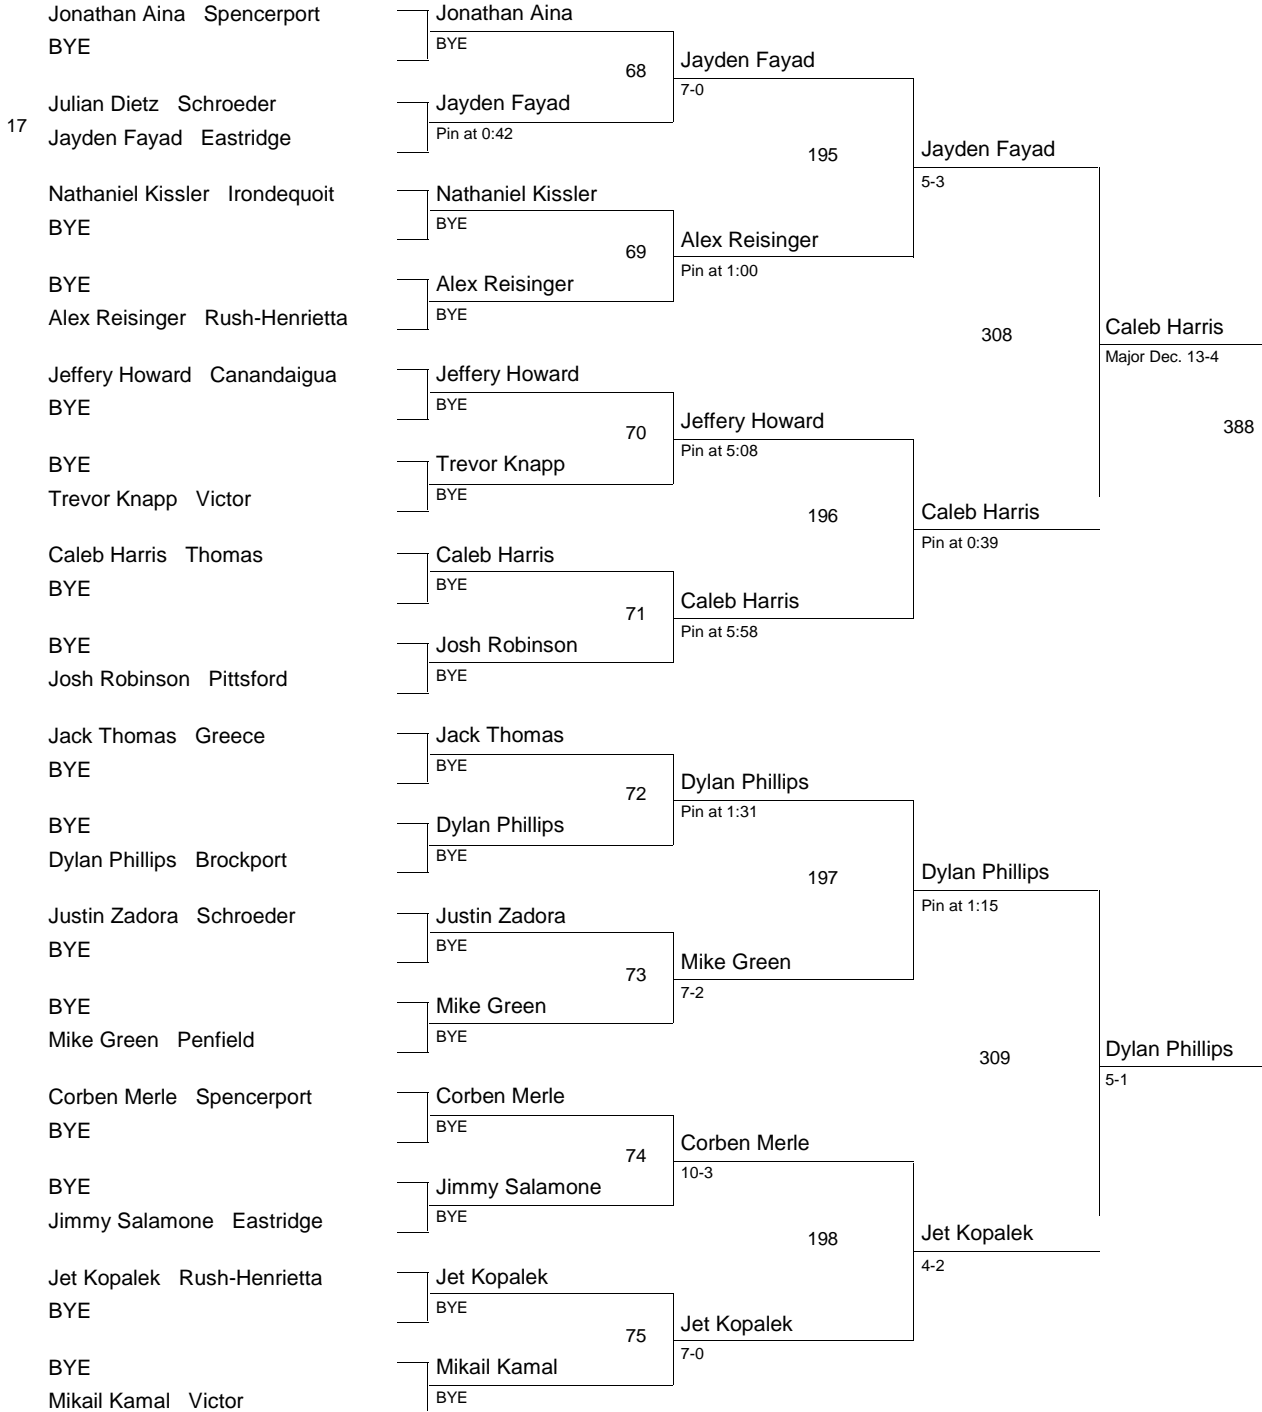 Jonathan Aina Spencerport
BYE
17
Julian Dietz Schroeder
Jayden Fayad Eastridge
Nathaniel Kissler Irondequoit
BYE
BYE
Alex Reisinger Rush-Henrietta
Jeffery Howard Canandaigua
BYE
BYE
Trevor Knapp Victor
Caleb Harris Thomas
BYE
BYE
Josh Robinson Pittsford
Jack Thomas Greece
BYE
BYE
Dylan Phillips Brockport
Justin Zadora Schroeder
BYE
BYE
Mike Green Penfield
Corben Merle Spencerport
BYE
BYE
Jimmy Salamone Eastridge
Jet Kopalek Rush-Henrietta
BYE
BYE
Mikail Kamal Victor
Jonathan Aina
BYE
68
Jayden Fayad
Pin at 0:42
Nathaniel Kissler
BYE
69
Alex Reisinger
BYE
Jeffery Howard
BYE
70
Trevor Knapp
BYE
Caleb Harris
BYE
71
Josh Robinson
BYE
Jack Thomas
BYE
72
Dylan Phillips
BYE
Justin Zadora
BYE
73
Mike Green
BYE
Corben Merle
BYE
74
Jimmy Salamone
BYE
Jet Kopalek
BYE
75
Mikail Kamal
BYE
Jayden Fayad
7-0
195
Alex Reisinger
Pin at 1:00
Jeffery Howard
Pin at 5:08
196
Caleb Harris
Pin at 5:58
Dylan Phillips
Pin at 1:31
197
Mike Green
7-2
Corben Merle
10-3
198
Jet Kopalek
7-0
Jayden Fayad
5-3
308
Caleb Harris
Pin at 0:39
Dylan Phillips
Pin at 1:15
309
Jet Kopalek
4-2
Caleb Harris
Major Dec. 13-4
388
Dylan Phillips
5-1